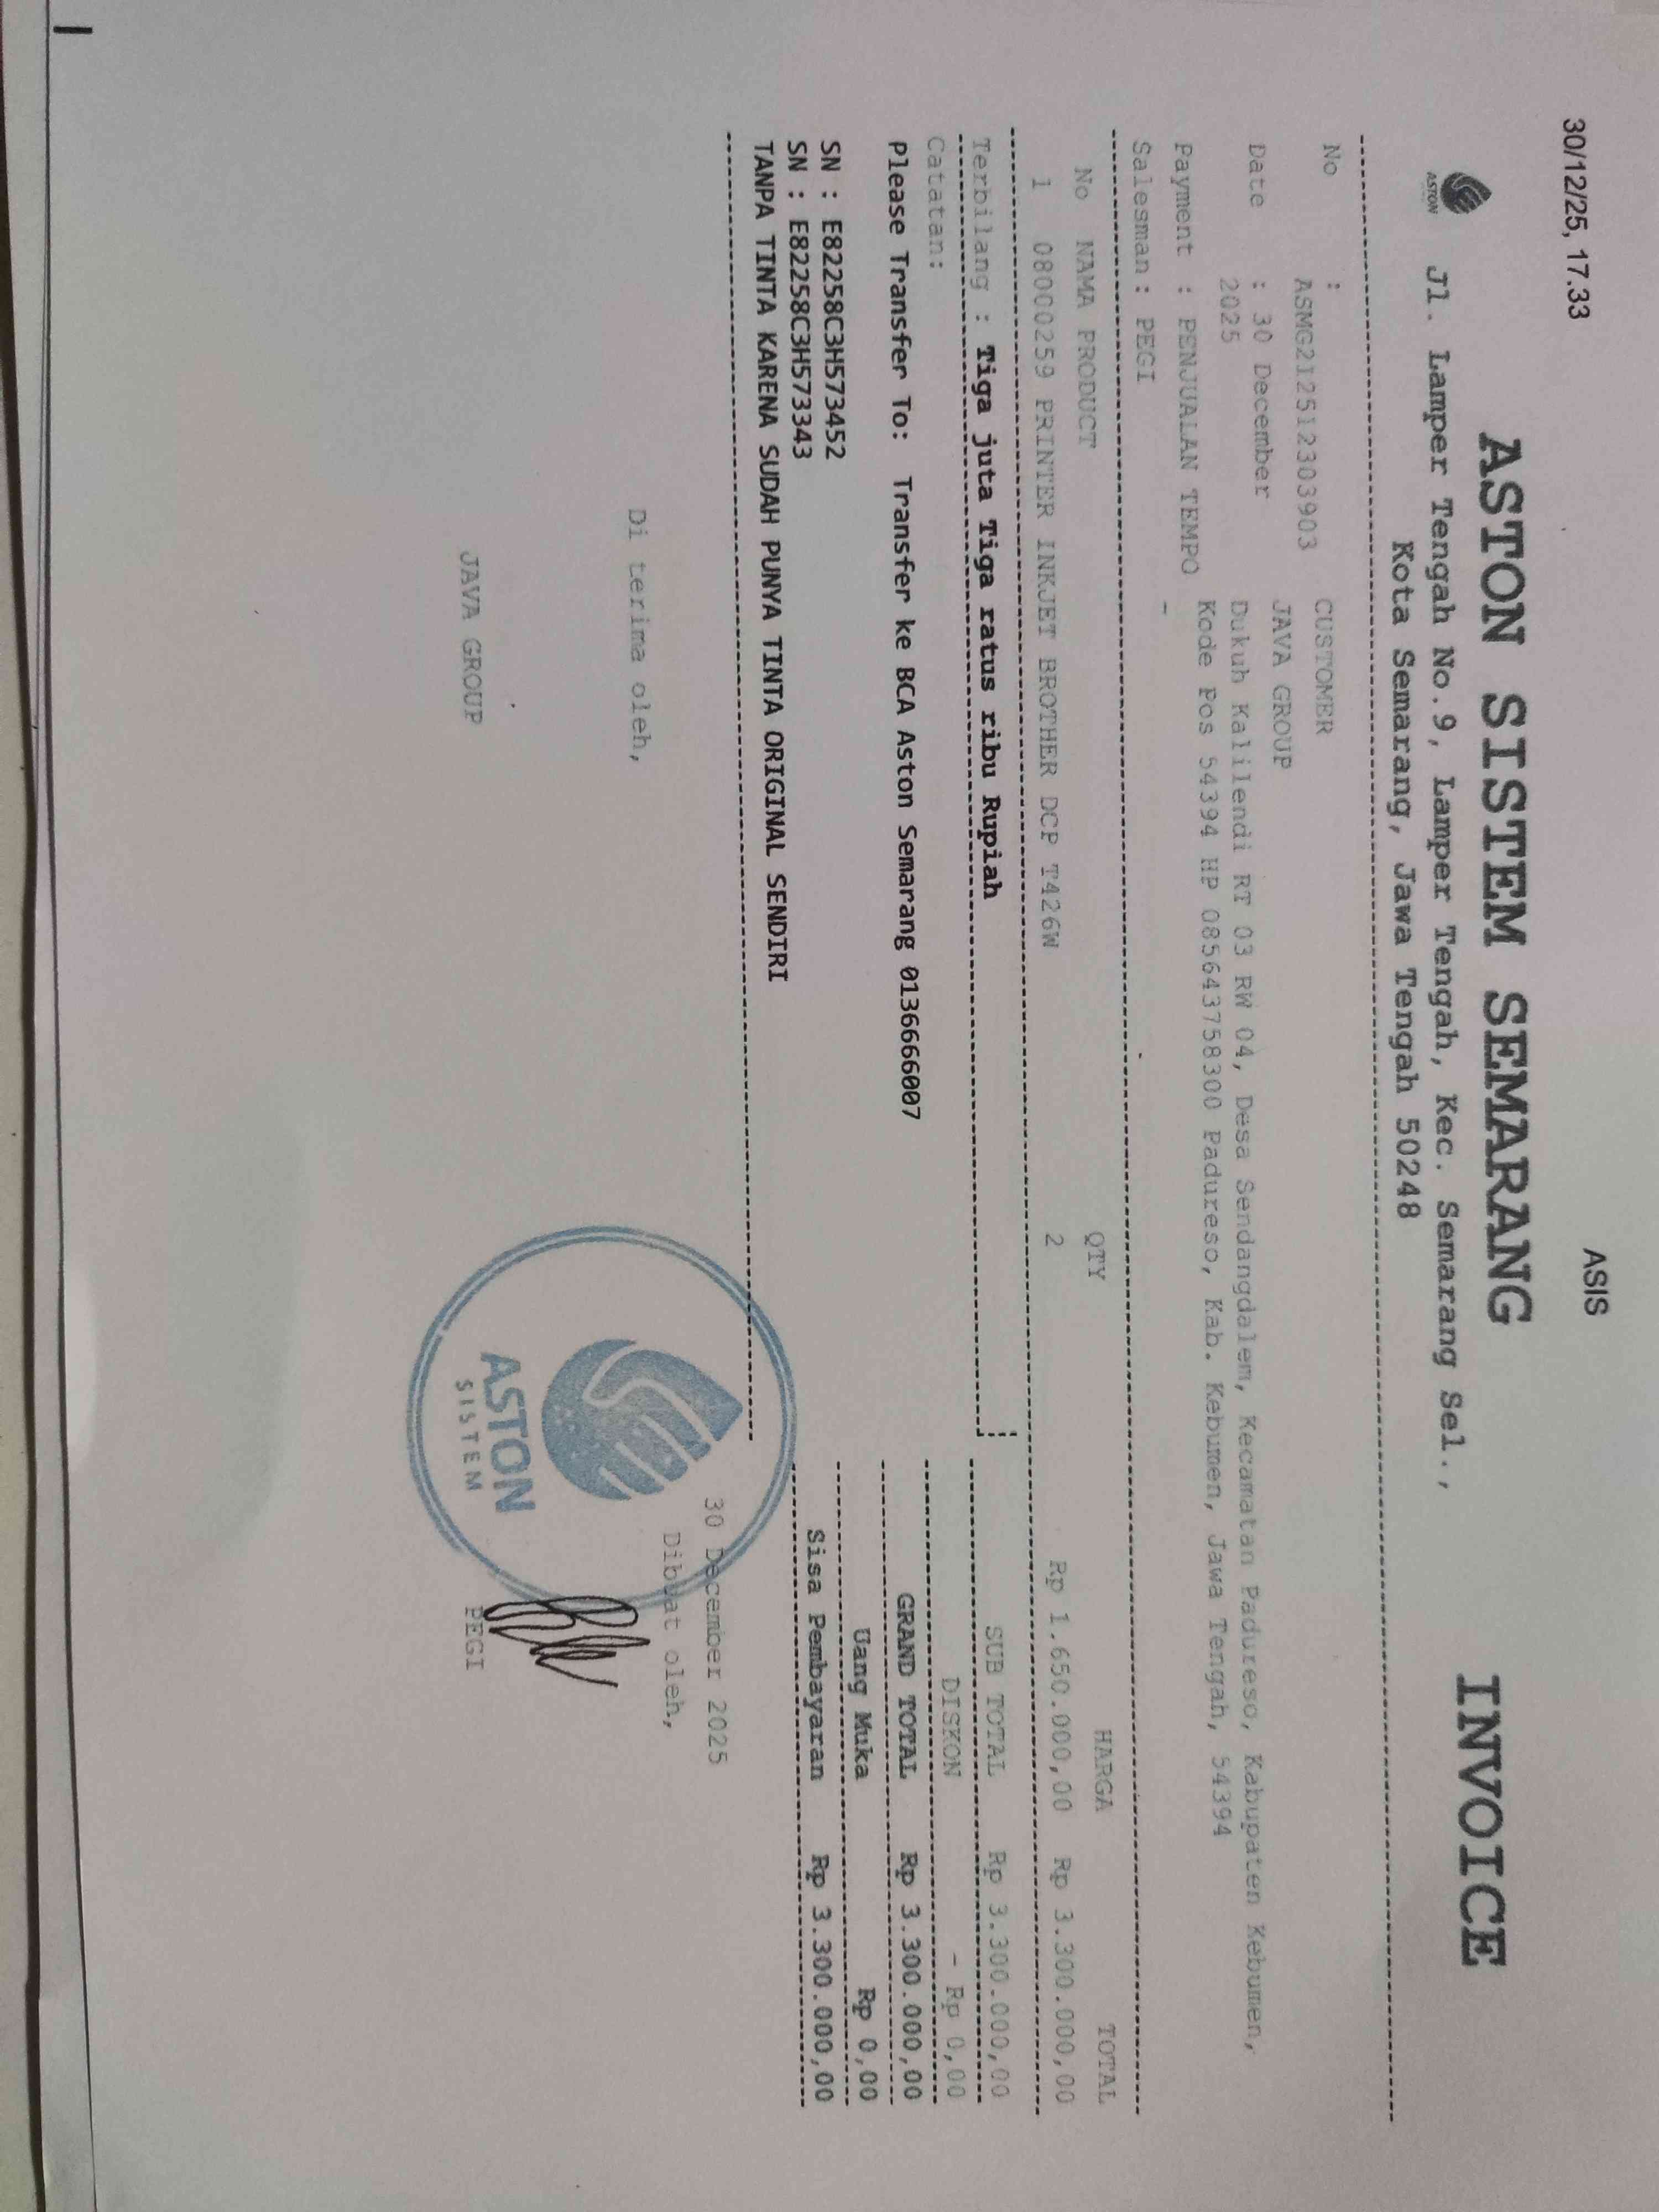 30/12/25, 17.33
ASIS
ASTON SISTEM SEMARANG
INVOICE
ASTON
Jl. Lamper Tengah No.9, Lamper Tengah, Kec. Semarang Sel.,
Kota Semarang, Jawa Tengah 50248
No : ASMG2125123039​03
Date : 30 December 2025
Payment : PENJUALAN TEMPO
Salesman : PEGI
CUSTOMER
JAVA GROUP
Dukuh Kalilendi RT 03 RW 04, Desa Sendangdalem, Kecamatan Padureso, Kabupaten Kebumen,
Kode Pos 54394 HP 085643758300 Padureso, Kab. Kebumen, Jawa Tengah, 54394
-
No NAMA PRODUCT QTY HARGA TOTAL
1 08000259 PRINTER INKJET BROTHER DCP T426W 2 Rp 1.650.000,00 Rp 3.300.000,00
Terbilang : Tiga juta Tiga ratus ribu Rupiah
SUB TOTAL Rp 3.300.000,00
DISKON - Rp 0,00
GRAND TOTAL Rp 3.300.000,00
Uang Muka Rp 0,00
Sisa Pembayaran Rp 3.300.000,00
Catatan:
Please Transfer To: Transfer ke BCA Aston Semarang 0136666007
SN : E82258C3H573452
SN : E82258C3H573343
TANPA TINTA KARENA SUDAH PUNYA TINTA ORIGINAL SENDIRI
30 December 2025
Di terima oleh,
Dibuat oleh,
JAVA GROUP
ASTON
SISTEM
PEGI